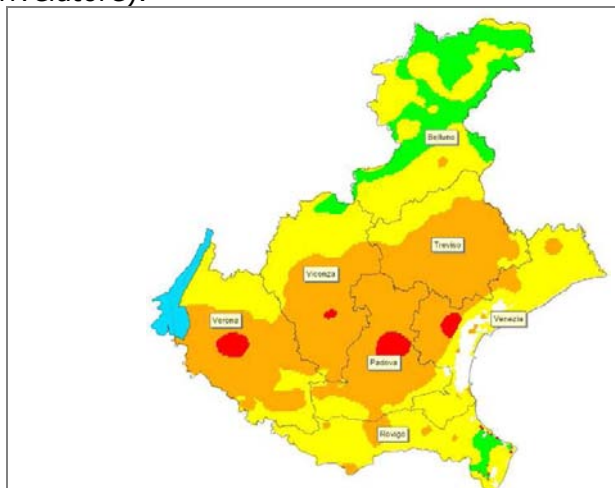 Belluno
Treviso
Vicenza
Verona
Venezia
Padova
Rovigo